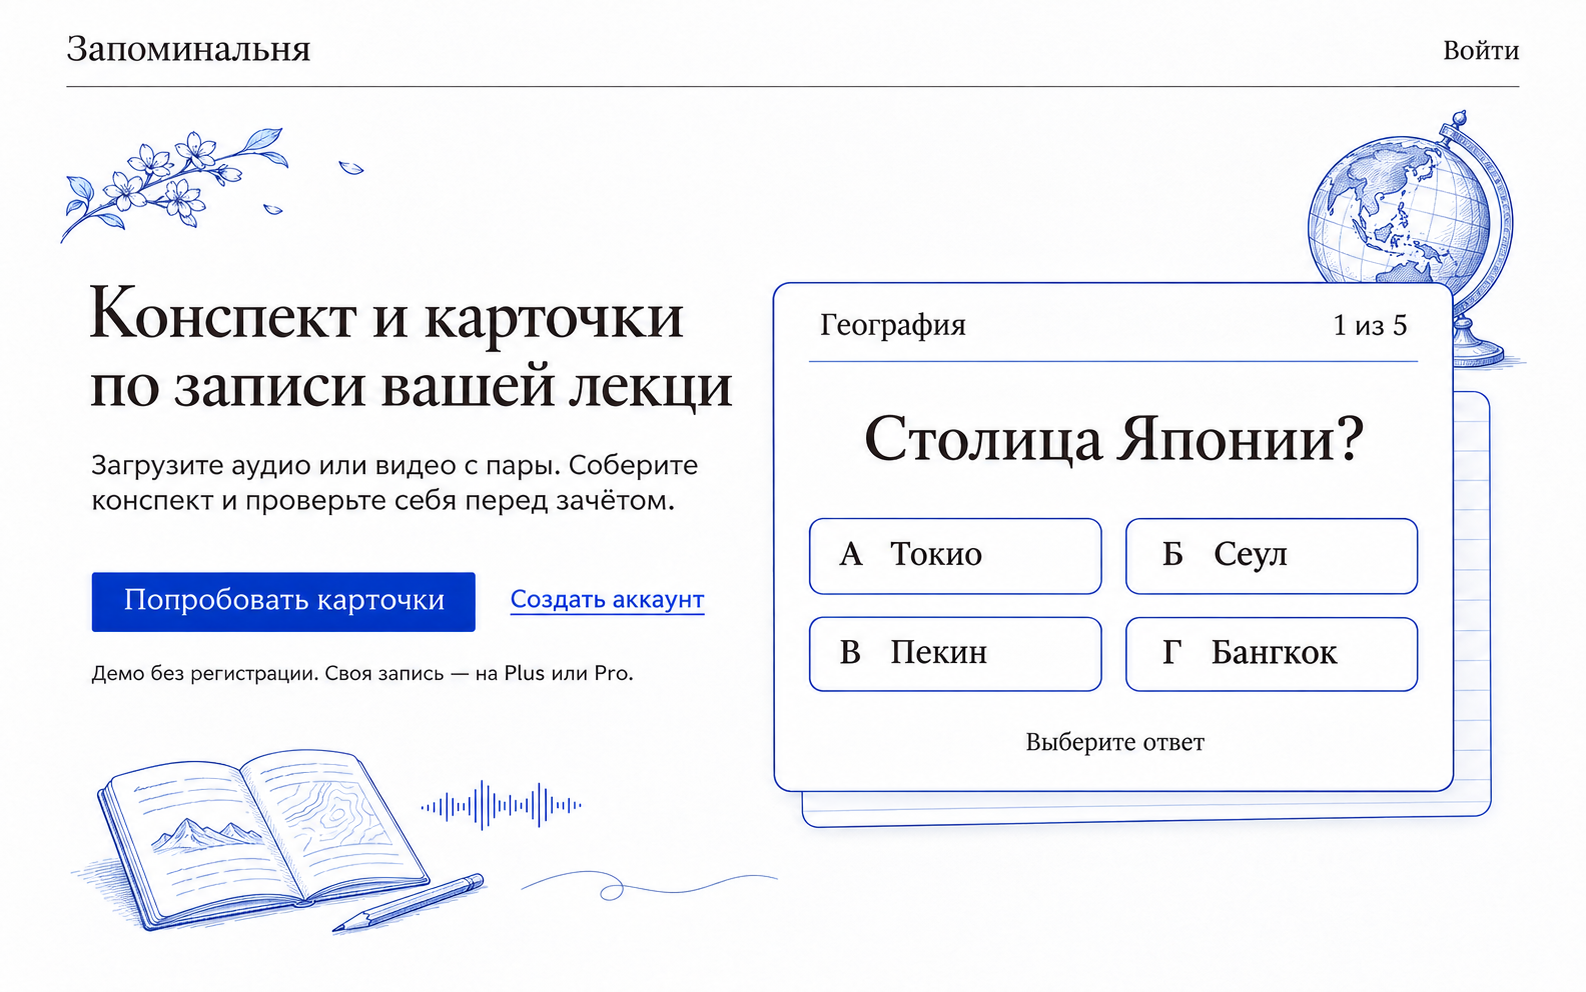 Запоминальня
Войти
Конспект и карточки
по записи вашей лекци
Загрузите аудио или видео с пары. Соберите
конспект и проверьте себя перед зачётом.
Попробовать карточки
Создать аккаунт
Демо без регистрации. Своя запись — на Plus или Pro.
География
1 из 5
Столица Японии?
А Токио
Б Сеул
В Пекин
Г Бангкок
Выберите ответ